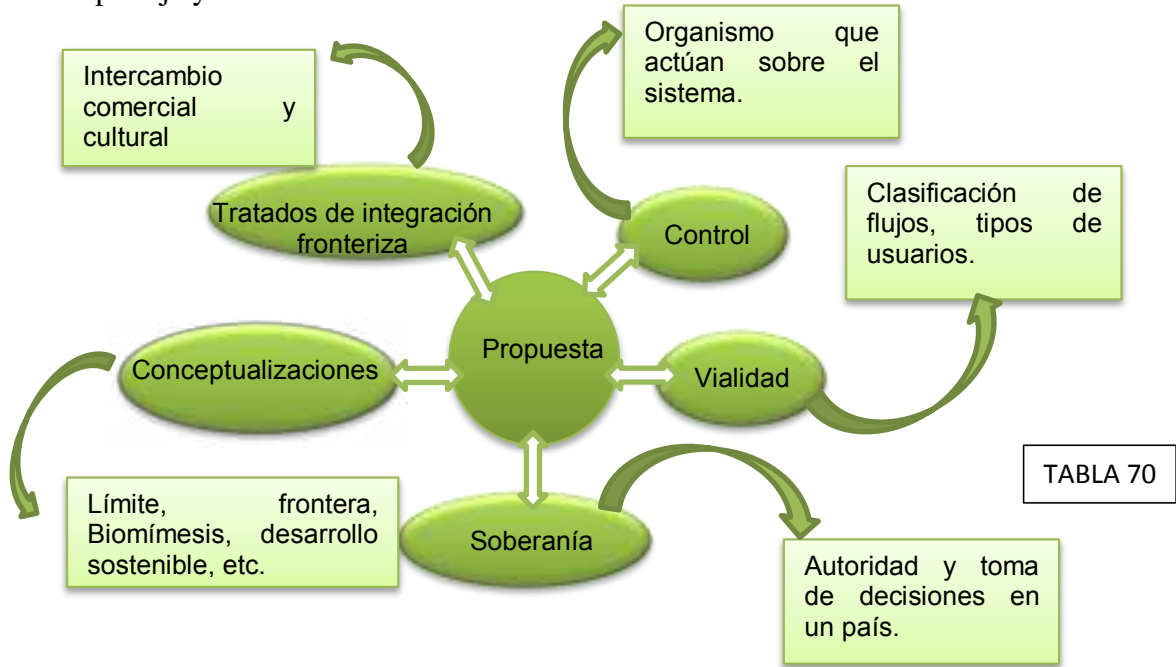 Intercambio
comercial y
cultural
Organismo que
actúan sobre el
sistema.
Tratados de integración
fronteriza
Control
Clasificación de
flujos, tipos de
usuarios.
Propuesta
Conceptualizaciones
Vialidad
TABLA 70
Límite, frontera,
Biomímesis, desarrollo
sostenible, etc.
Soberanía
Autoridad y toma
de decisiones en
un país.